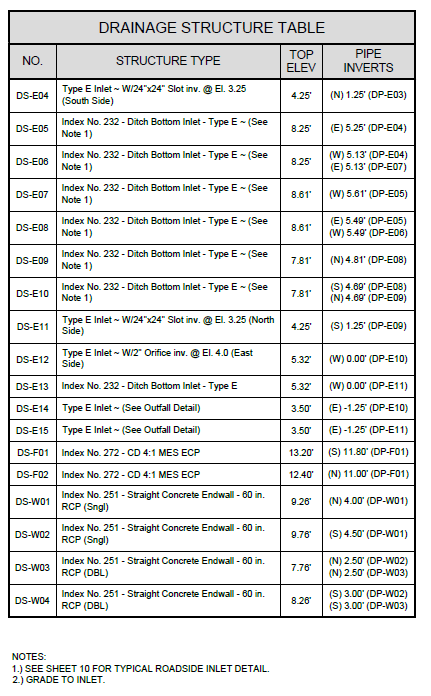 DRAINAGE STRUCTURE TABLE
NO. STRUCTURE TYPE TOP ELEV PIPE INVERTS
DS-E04 Type E Inlet ~ W/24"x24" Slot inv. @ El. 3.25 (South Side) 4.25' (N) 1.25' (DP-E03)
DS-E05 Index No. 232 - Ditch Bottom Inlet - Type E ~ (See Note 1) 8.25' (E) 5.25' (DP-E04)
DS-E06 Index No. 232 - Ditch Bottom Inlet - Type E ~ (See Note 1) 8.25' (W) 5.13' (DP-E04) (E) 5.13' (DP-E07)
DS-E07 Index No. 232 - Ditch Bottom Inlet - Type E ~ (See Note 1) 8.61' (W) 5.61' (DP-E05)
DS-E08 Index No. 232 - Ditch Bottom Inlet - Type E ~ (See Note 1) 8.61' (E) 5.49' (DP-E05) (W) 5.49' (DP-E06)
DS-E09 Index No. 232 - Ditch Bottom Inlet - Type E ~ (See Note 1) 7.81' (N) 4.81' (DP-E08)
DS-E10 Index No. 232 - Ditch Bottom Inlet - Type E ~ (See Note 1) 7.81' (S) 4.69' (DP-E08) (N) 4.69' (DP-E09)
DS-E11 Type E Inlet ~ W/24"x24" Slot inv. @ El. 3.25 (North Side) 4.25' (S) 1.25' (DP-E09)
DS-E12 Type E Inlet ~ W/2" Orifice inv. @ El. 4.0 (East Side) 5.32' (W) 0.00' (DP-E10)
DS-E13 Index No. 232 - Ditch Bottom Inlet - Type E 5.32' (W) 0.00' (DP-E11)
DS-E14 Type E Inlet ~ (See Outfall Detail) 3.50' (E) -1.25' (DP-E10)
DS-E15 Type E Inlet ~ (See Outfall Detail) 3.50' (E) -1.25' (DP-E11)
DS-F01 Index No. 272 - CD 4:1 MES ECP 13.20' (S) 11.80' (DP-F01)
DS-F02 Index No. 272 - CD 4:1 MES ECP 12.40' (N) 11.00' (DP-F01)
DS-W01 Index No. 251 - Straight Concrete Endwall - 60 in. RCP (Sngl) 9.26' (N) 4.00' (DP-W01)
DS-W02 Index No. 251 - Straight Concrete Endwall - 60 in. RCP (Sngl) 9.76' (S) 4.50' (DP-W01)
DS-W03 Index No. 251 - Straight Concrete Endwall - 60 in. RCP (DBL) 7.76' (N) 2.50' (DP-W02) (N) 2.50' (DP-W03)
DS-W04 Index No. 251 - Straight Concrete Endwall - 60 in. RCP (DBL) 8.26' (S) 3.00' (DP-W02) (S) 3.00' (DP-W03)
NOTES:
1.) SEE SHEET 10 FOR TYPICAL ROADSIDE INLET DETAIL.
2.) GRADE TO INLET.